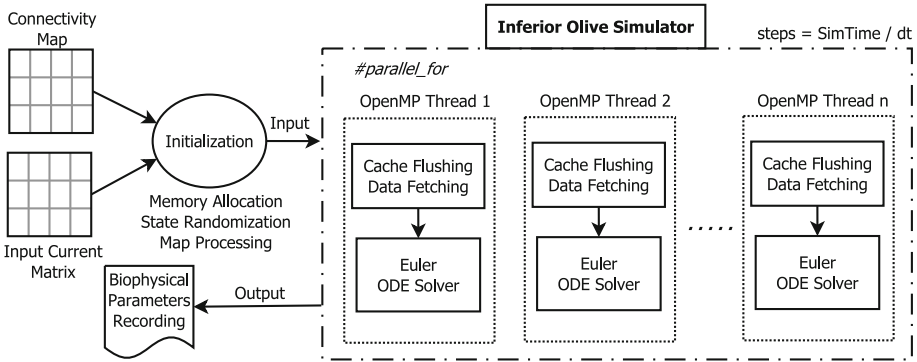 Connectivity
Map
Inferior Olive Simulator
steps = SimTime / dt
#parallel_for
OpenMP Thread 1
OpenMP Thread 2
OpenMP Thread n
Initialization
Input
Cache Flushing
Data Fetching
Cache Flushing
Data Fetching
Cache Flushing
Data Fetching
Memory Allocation
State Randomization
Map Processing
Input Current
Matrix
Euler
ODE Solver
Euler
ODE Solver
Euler
ODE Solver
Biophysical
Parameters
Recording
Output